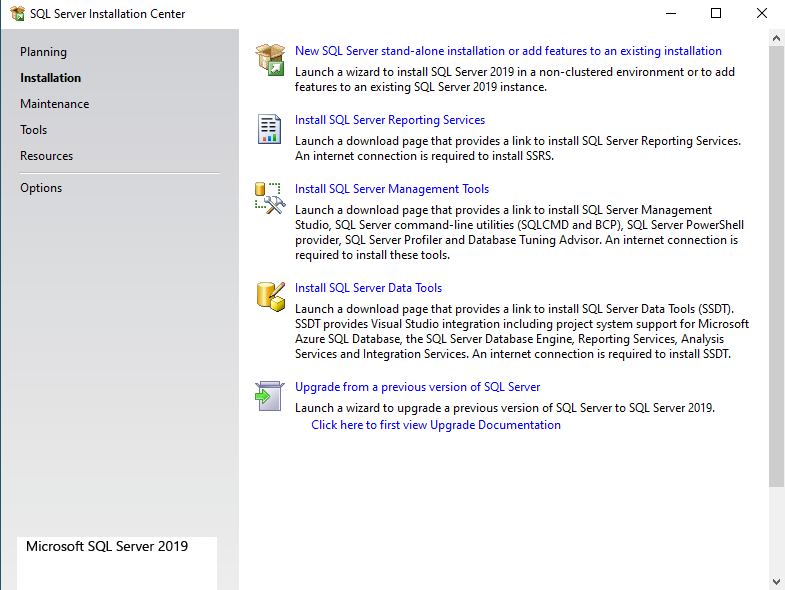 SQL Server Installation Center
Planning
Installation
Maintenance
Tools
Resources
Options
Microsoft SQL Server 2019
New SQL Server stand-alone installation or add features to an existing installation
Launch a wizard to install SQL Server 2019 in a non-clustered environment or to add
features to an existing SQL Server 2019 instance.
Install SQL Server Reporting Services
Launch a download page that provides a link to install SQL Server Reporting Services.
An internet connection is required to install SSRS.
Install SQL Server Management Tools
Launch a download page that provides a link to install SQL Server Management
Studio, SQL Server command-line utilities (SQLCMD and BCP), SQL Server PowerShell
provider, SQL Server Profiler and Database Tuning Advisor. An internet connection is
required to install these tools.
Install SQL Server Data Tools
Launch a download page that provides a link to install SQL Server Data Tools (SSDT).
SSDT provides Visual Studio integration including project system support for Microsoft
Azure SQL Database, the SQL Server Database Engine, Reporting Services, Analysis
Services and Integration Services. An internet connection is required to install SSDT.
Upgrade from a previous version of SQL Server
Launch a wizard to upgrade a previous version of SQL Server to SQL Server 2019.
Click here to first view Upgrade Documentation